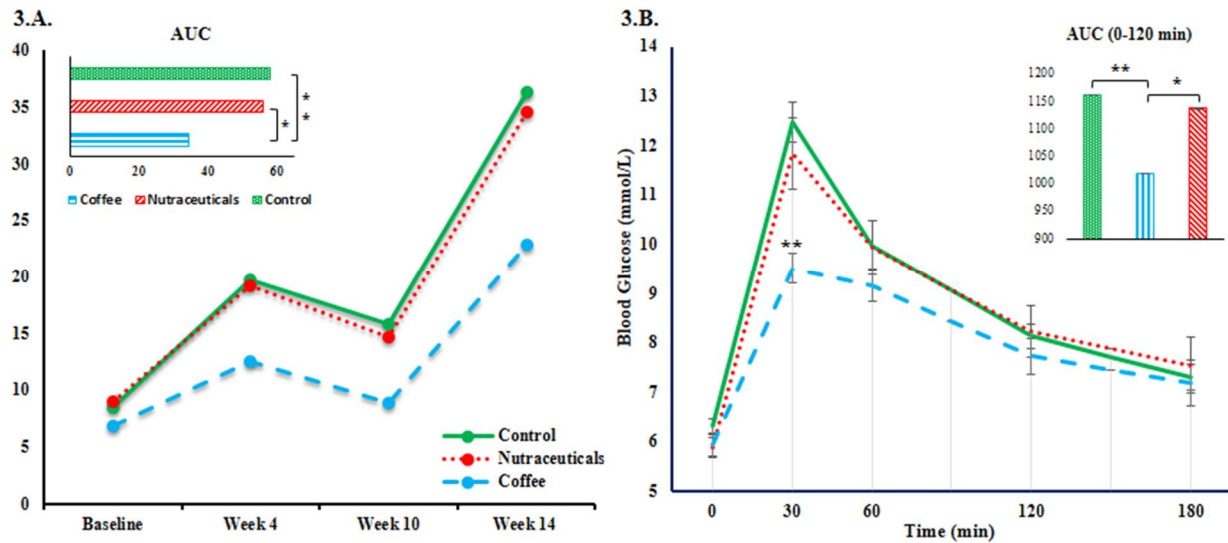 3.A.
AUC
40
35
30
25
20
15
10
5
0
0 20 40 60
*
* *
Coffee Nutraceuticals Control
Control
Nutraceuticals
Coffee
Baseline Week 4 Week 10 Week 14
3.B.
AUC (0-120 min)
Blood Glucose (mmol/L)
14
13
12
11
10
9
8
7
6
5
**
1200
1150
1100
1050
1000
950
900
** *
0 30 60 120 180
Time (min)